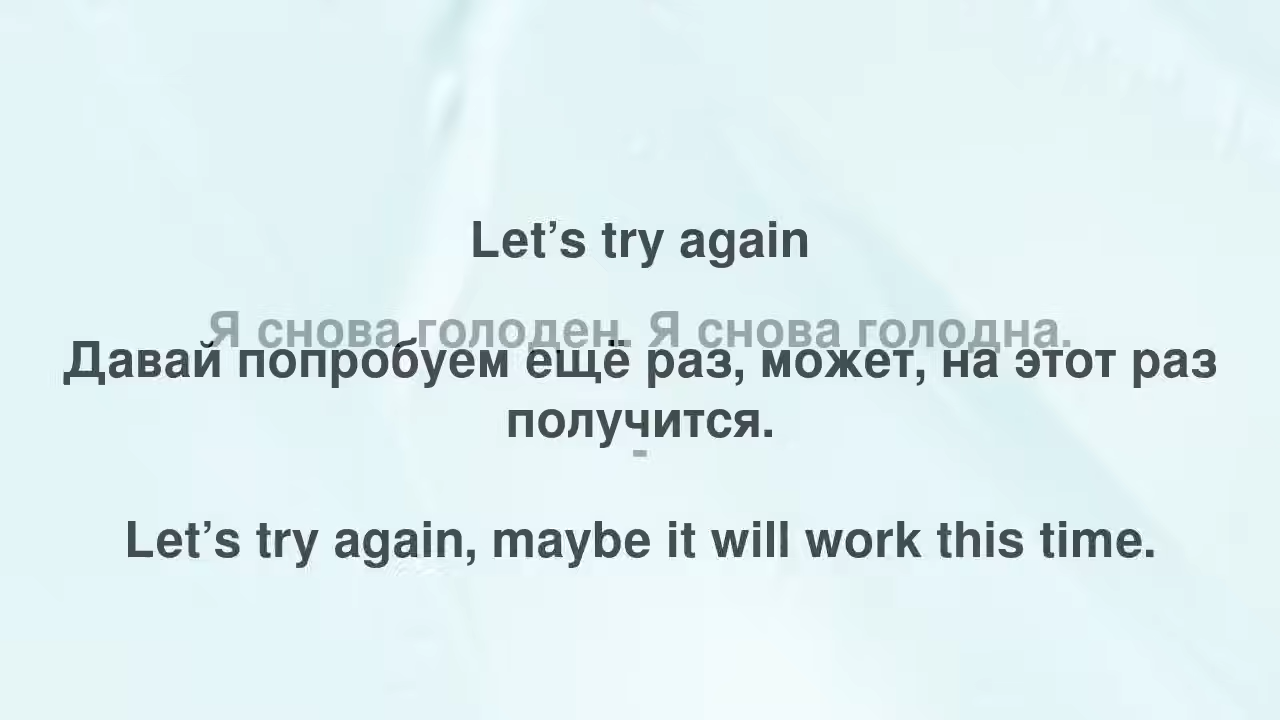 Let’s try again
Я снова голоден. Я снова голодна.
Давай попробуем ещё раз, может, на этот раз
получится.
-
Let’s try again, maybe it will work this time.